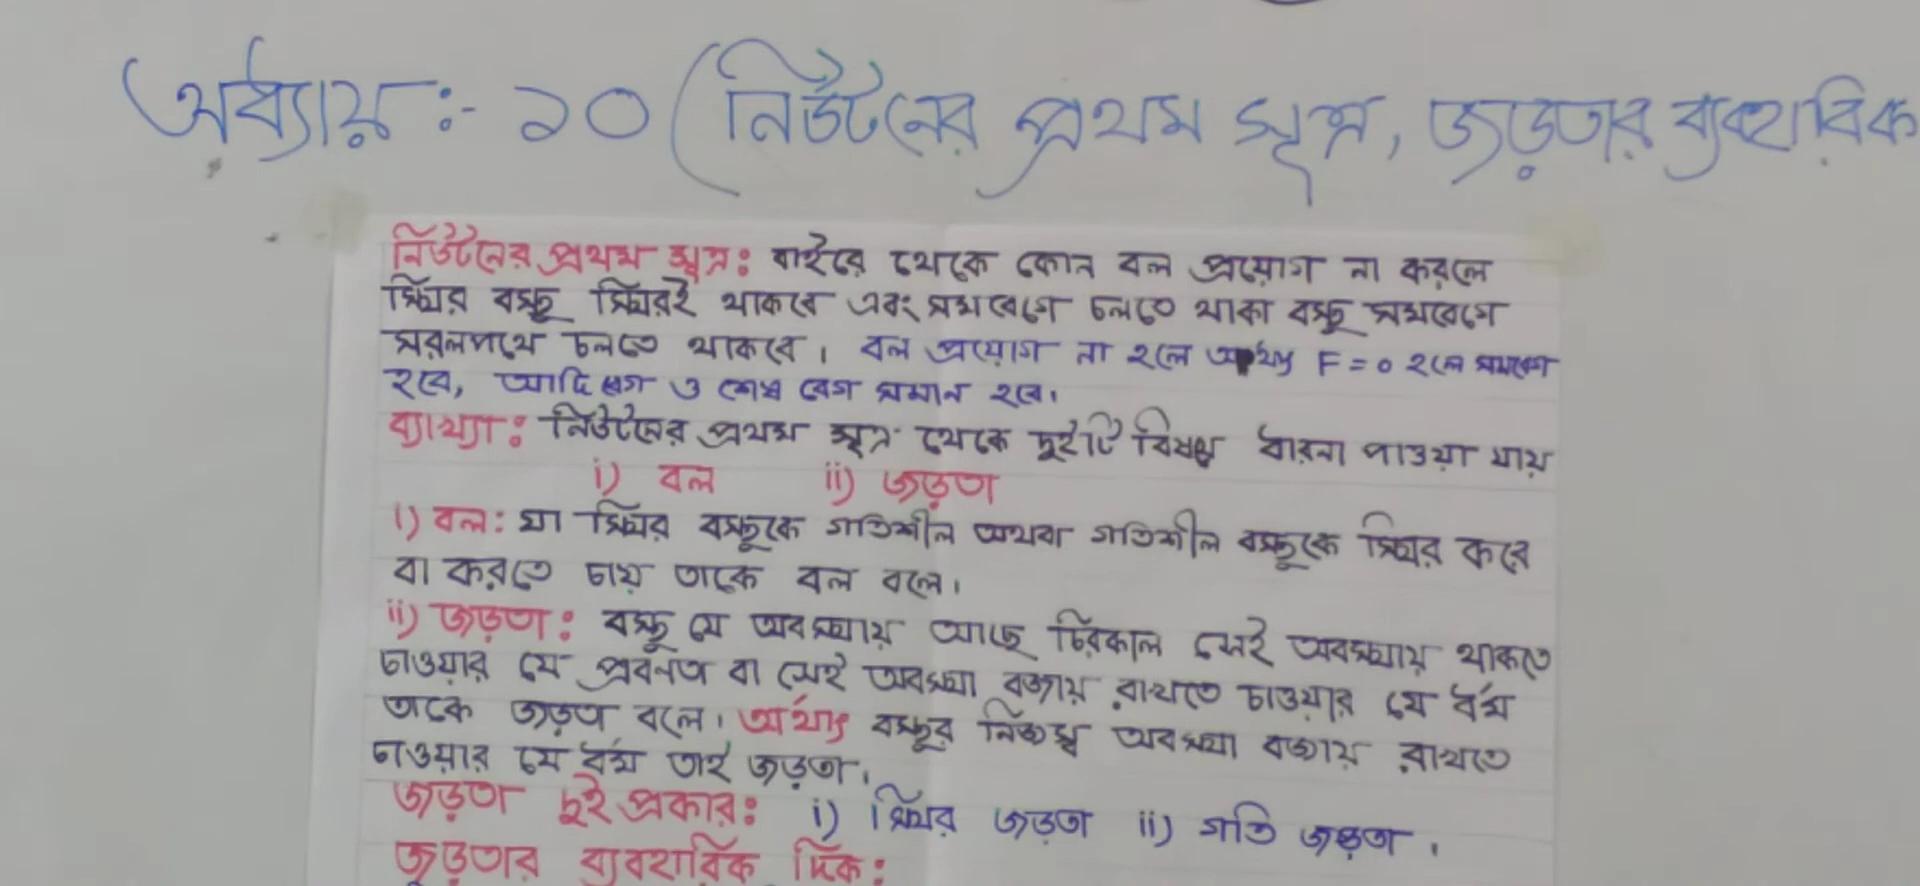 অধ্যায়ঃ- ১০ (নিউটনের প্রথম সূত্র, জড়তার ব্যবহারিক
নিউটনের প্রথম সূত্রঃ বাইরে থেকে কোন বল প্রয়োগ না করলে
স্থির বস্তু স্থিরই থাকবে এবং সমবেগে চলতে থাকা বস্তু সমবেগে
সরলপথে চলতে থাকবে। বল প্রয়োগ না হলে অর্থাৎ F = 0 হলে সমবেগ
হবে, আদি বেগ ও শেষ বেগ সমান হবে।
ব্যাখ্যাঃ নিউটনের প্রথম সূত্র থেকে দুইটি বিষয় ধারনা পাওয়া যায়
i) বল ii) জড়তা
i) বল: যা স্থির বস্তুকে গতিশীল অথবা গতিশীল বস্তুকে স্থির করে
বা করতে চায় তাকে বল বলে।
ii) জড়তাঃ বস্তু যে অবস্থায় আছে চিরকাল সেই অবস্থায় থাকতে
চাওয়ার যে প্রবনতা বা সেই অবস্থা বজায় রাখতে চাওয়ার যে ধর্ম
তাকে জড়তা বলে। অর্থাৎ বস্তুর নিজস্ব অবস্থা বজায় রাখতে
চাওয়ার যে ধর্ম তাই জড়তা।
জড়তা দুই প্রকারঃ i) স্থির জড়তা ii) গতি জড়তা।
জড়তার ব্যবহারিক দিক: